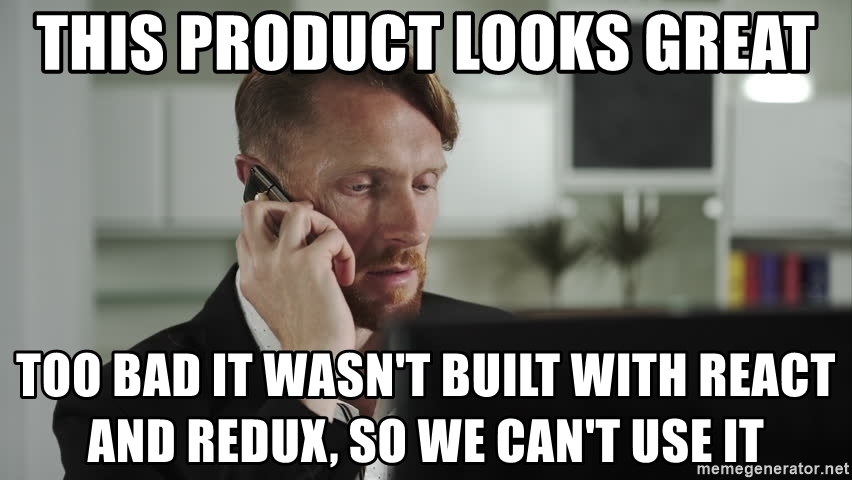 THIS PRODUCT LOOKS GREAT
TOO BAD IT WASN'T BUILT WITH REACT
AND REDUX, SO WE CAN'T USE IT
memegenerator.net